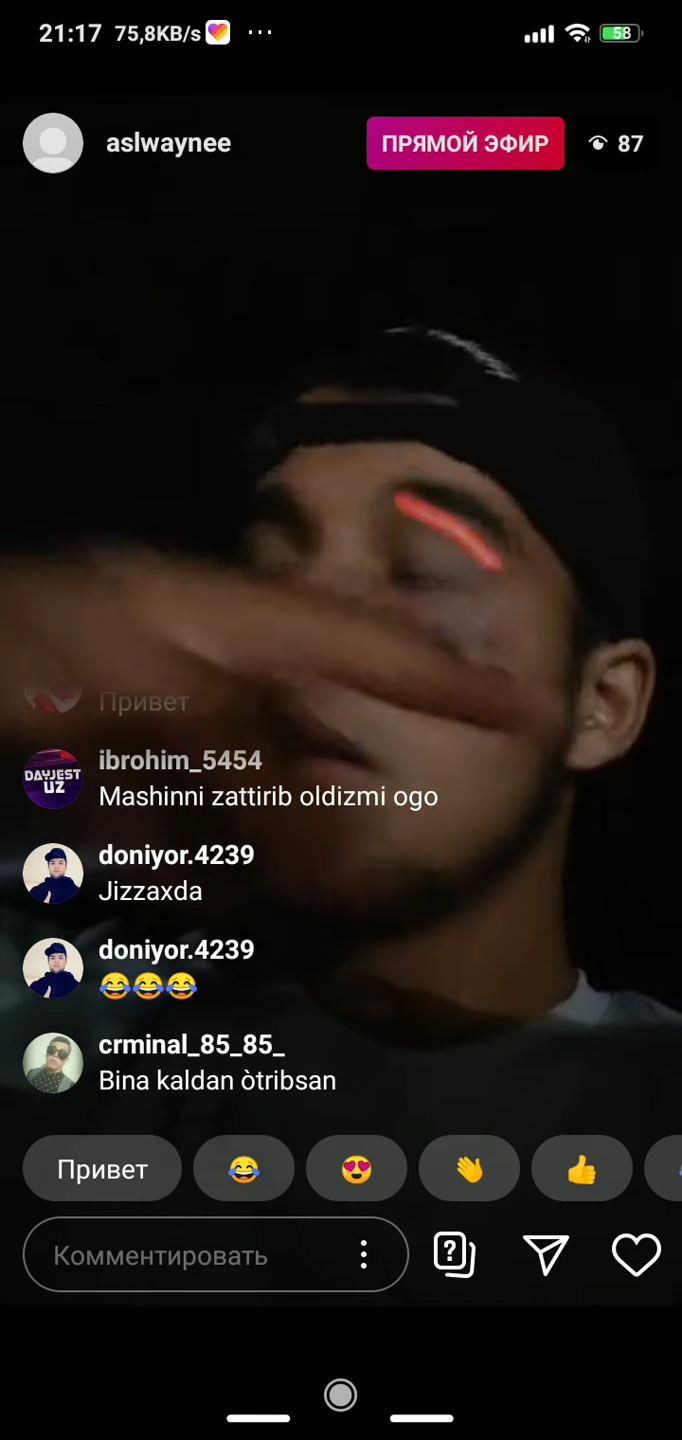 21:17 75,8KB/s ... 58
aslwaynee ПРЯМОЙ ЭФИР 87
Привет
ibrohim_5454
DAYJEST UZ
Mashinni zattirib oldizmi ogo
doniyor.4239
Jizzaxda
doniyor.4239
😂😂😂
crminal_85_85_
Bina kaldan òtribsan
Привет 😂 😍 👏 👍
Комментировать